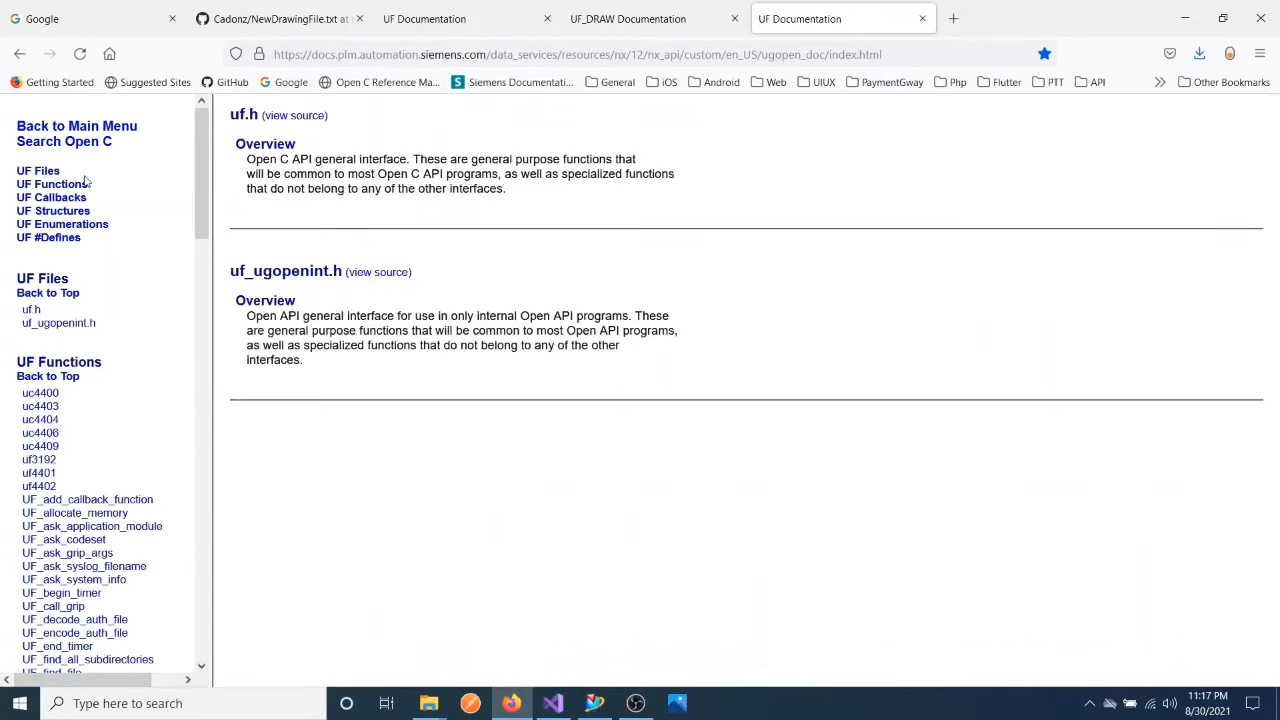 Google
Cadonz/NewDrawingFile.txt at
UF Documentation
UF_DRAW Documentation
UF Documentation
https://docs.plm.automation.siemens.com/data_services/resources/nx/12/nx_api/custom/en_US/ugopen_doc/index.html
Getting Started
Suggested Sites
GitHub
Google
Open C Reference Ma...
Siemens Documentati...
General
iOS
Android
Web
UIUX
PaymentGway
Php
Flutter
PTT
API
Other Bookmarks
Back to Main Menu
Search Open C
UF Files
UF Functions
UF Callbacks
UF Structures
UF Enumerations
UF #Defines
UF Files
Back to Top
uf.h
uf_ugopenint.h
UF Functions
Back to Top
uc4400
uc4403
uc4404
uc4406
uc4409
uf3192
uf4401
uf4402
UF_add_callback_function
UF_allocate_memory
UF_ask_application_module
UF_ask_codeset
UF_ask_grip_args
UF_ask_syslog_filename
UF_ask_system_info
UF_begin_timer
UF_call_grip
UF_decode_auth_file
UF_encode_auth_file
UF_end_timer
UF_find_all_subdirectories
UF_find_file
uf.h (view source)
Overview
Open C API general interface. These are general purpose functions that
will be common to most Open C API programs, as well as specialized functions
that do not belong to any of the other interfaces.
uf_ugopenint.h (view source)
Overview
Open API general interface for use in only internal Open API programs. These
are general purpose functions that will be common to most Open API programs,
as well as specialized functions that do not belong to any of the other
interfaces.
Type here to search
11:17 PM
8/30/2021